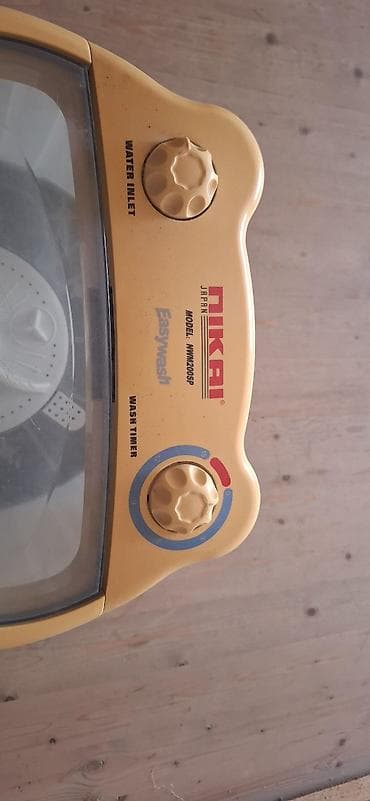 WATER INLET
nikai®
JAPAN
MODEL: NWM200SP
Easywash
WASH TIMER